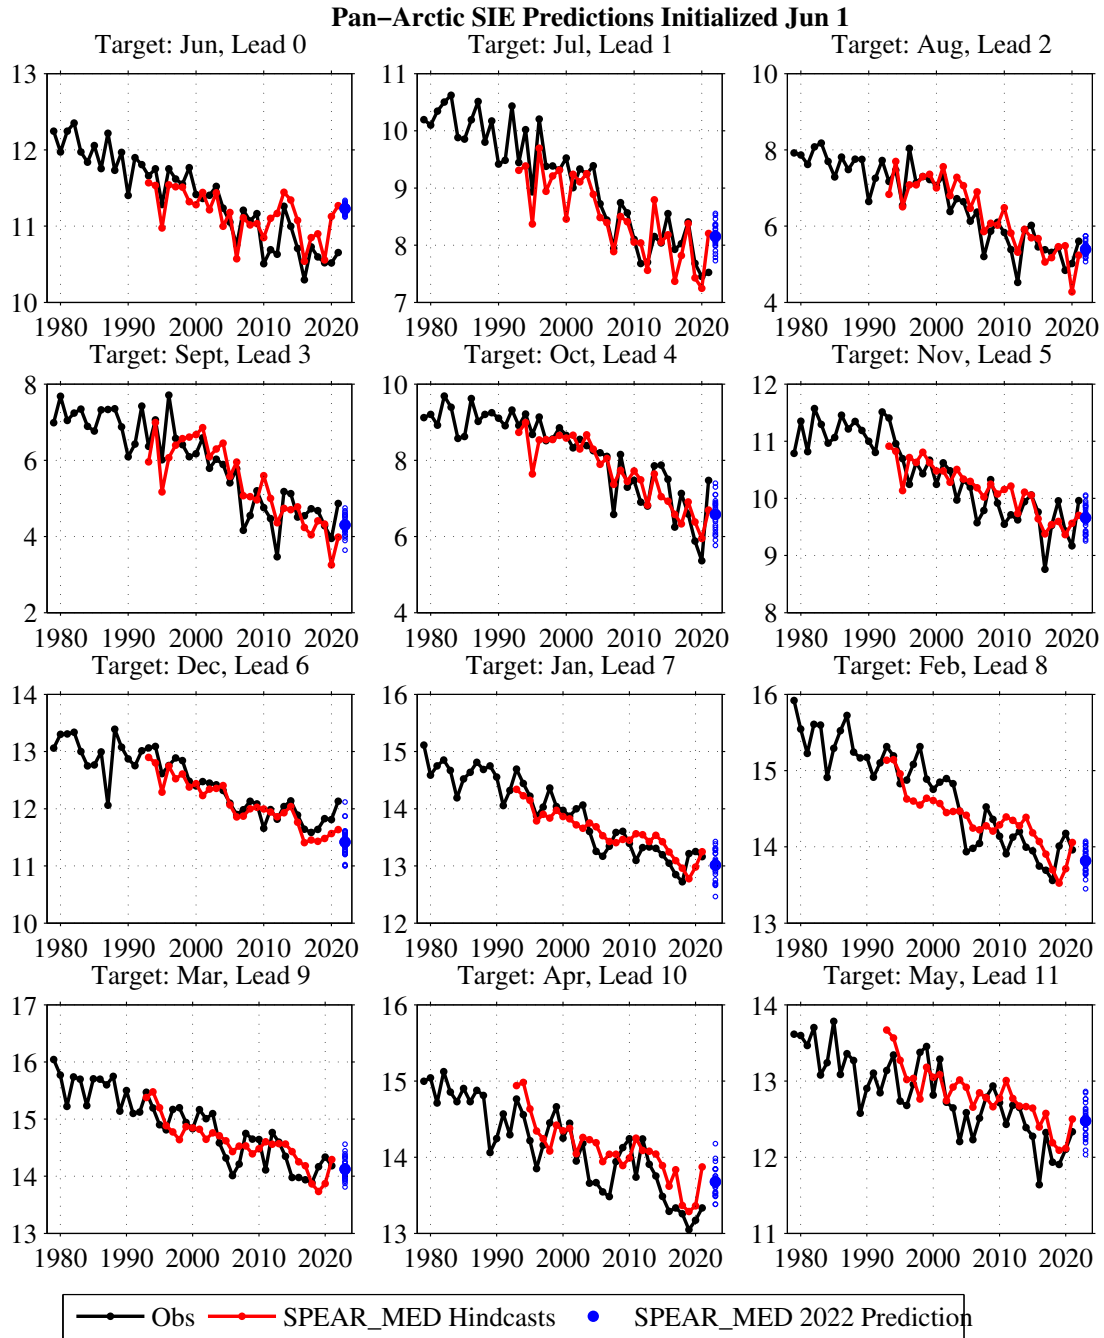 Pan−Arctic SIE Predictions Initialized Jun 1
Target: Jun, Lead 0
Target: Jul, Lead 1
Target: Aug, Lead 2
13
12
11
10
11
10
9
8
7
10
8
6
4
1980 1990 2000 2010 2020
1980 1990 2000 2010 2020
1980 1990 2000 2010 2020
Target: Sept, Lead 3
Target: Oct, Lead 4
Target: Nov, Lead 5
8
6
4
2
10
8
6
4
12
11
10
9
8
1980 1990 2000 2010 2020
1980 1990 2000 2010 2020
1980 1990 2000 2010 2020
Target: Dec, Lead 6
Target: Jan, Lead 7
Target: Feb, Lead 8
14
13
12
11
10
16
15
14
13
12
16
15
14
13
1980 1990 2000 2010 2020
1980 1990 2000 2010 2020
1980 1990 2000 2010 2020
Target: Mar, Lead 9
Target: Apr, Lead 10
Target: May, Lead 11
17
16
15
14
13
16
15
14
13
14
13
12
11
1980 1990 2000 2010 2020
1980 1990 2000 2010 2020
1980 1990 2000 2010 2020
Obs SPEAR_MED Hindcasts SPEAR_MED 2022 Prediction